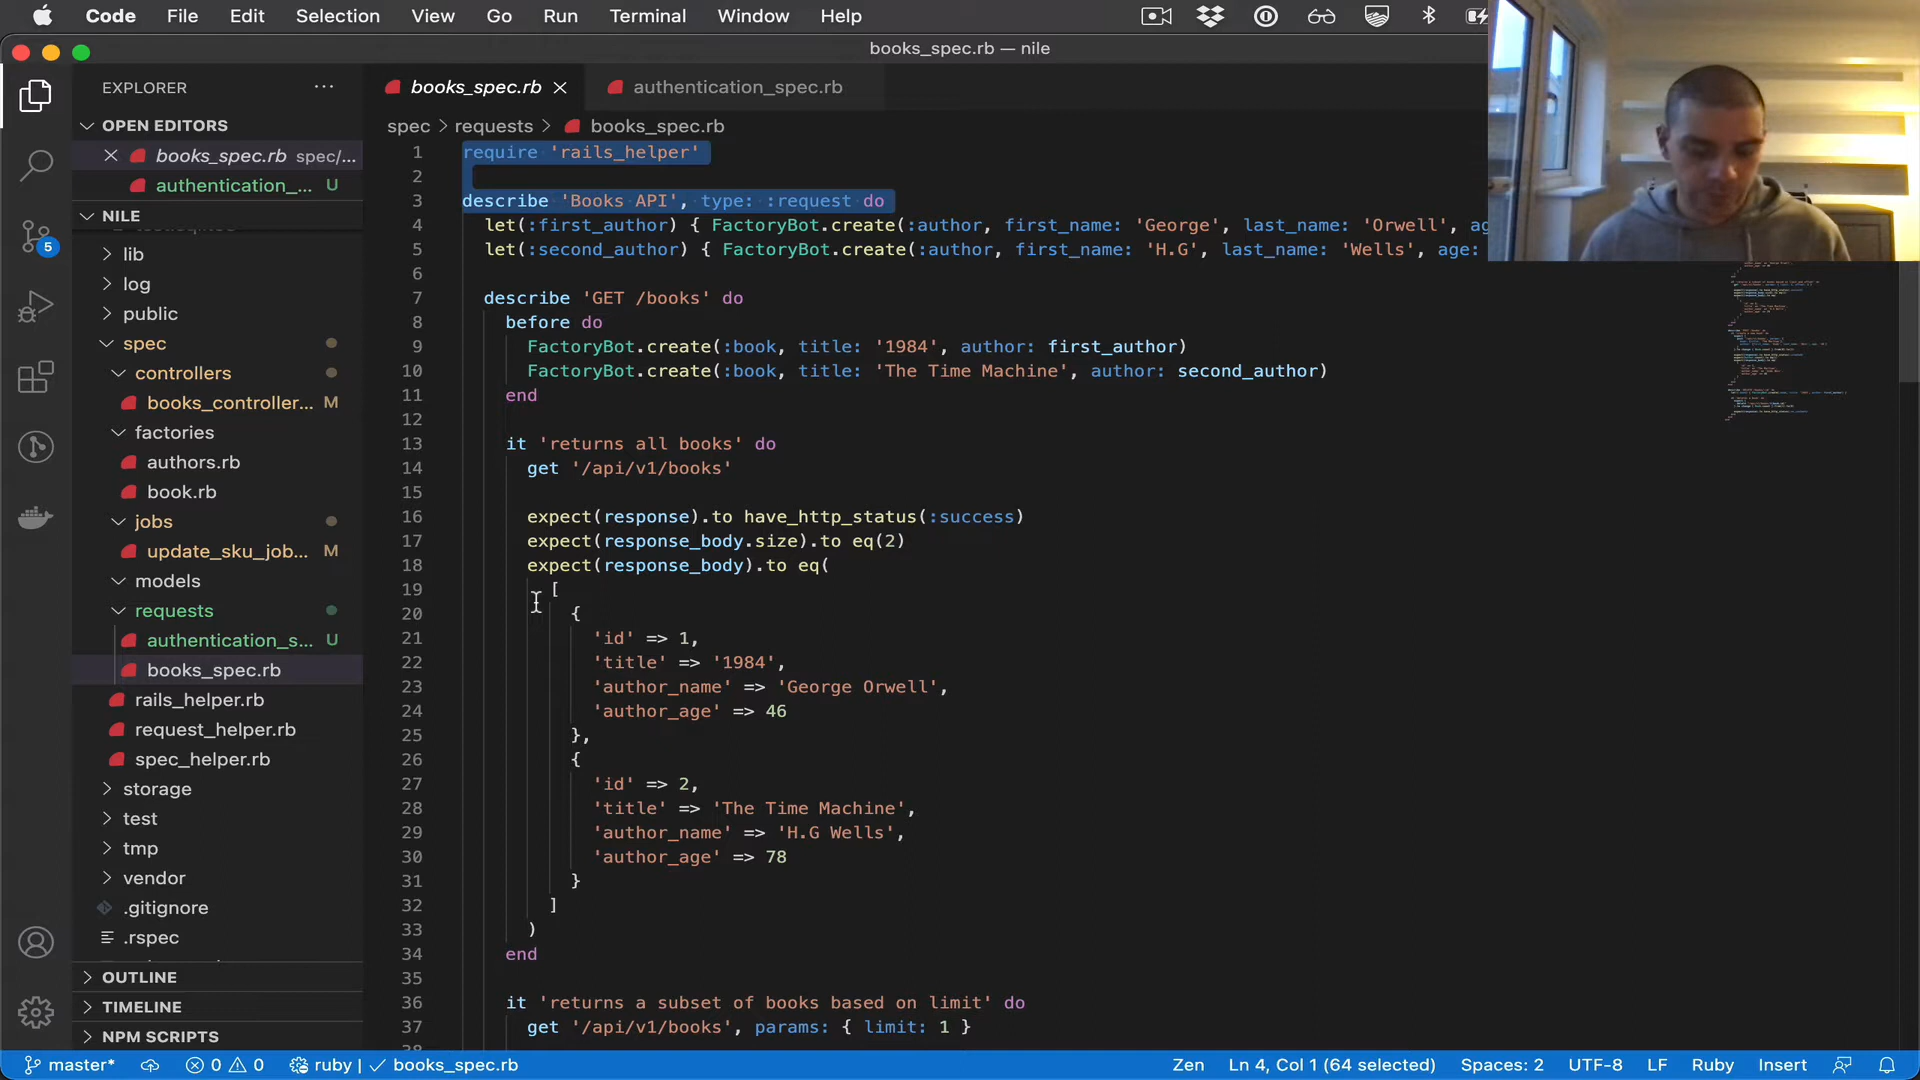 Code File Edit Selection View Go Run Terminal Window Help
books_spec.rb — nile
EXPLORER
books_spec.rb
authentication_spec.rb
OPEN EDITORS
books_spec.rb spec/...
authentication_... U
NILE
lib
log
public
spec
controllers
books_controller... M
factories
authors.rb
book.rb
jobs
update_sku_job... M
models
requests
authentication_s... U
books_spec.rb
rails_helper.rb
request_helper.rb
spec_helper.rb
storage
test
tmp
vendor
.gitignore
.rspec
OUTLINE
TIMELINE
NPM SCRIPTS
5
spec > requests > books_spec.rb
1 require 'rails_helper'
2
3 describe 'Books API', type: :request do
4 let(:first_author) { FactoryBot.create(:author, first_name: 'George', last_name: 'Orwell', ag
5 let(:second_author) { FactoryBot.create(:author, first_name: 'H.G', last_name: 'Wells', age:
6
7 describe 'GET /books' do
8 before do
9 FactoryBot.create(:book, title: '1984', author: first_author)
10 FactoryBot.create(:book, title: 'The Time Machine', author: second_author)
11 end
12
13 it 'returns all books' do
14 get '/api/v1/books'
15
16 expect(response).to have_http_status(:success)
17 expect(response_body.size).to eq(2)
18 expect(response_body).to eq(
19 [
20 {
21 'id' => 1,
22 'title' => '1984',
23 'author_name' => 'George Orwell',
24 'author_age' => 46
25 },
26 {
27 'id' => 2,
28 'title' => 'The Time Machine',
29 'author_name' => 'H.G Wells',
30 'author_age' => 78
31 }
32 ]
33 )
34 end
35
36 it 'returns a subset of books based on limit' do
37 get '/api/v1/books', params: { limit: 1 }
master* 0 0 ruby | ✓ books_spec.rb Zen Ln 4, Col 1 (64 selected) Spaces: 2 UTF-8 LF Ruby Insert